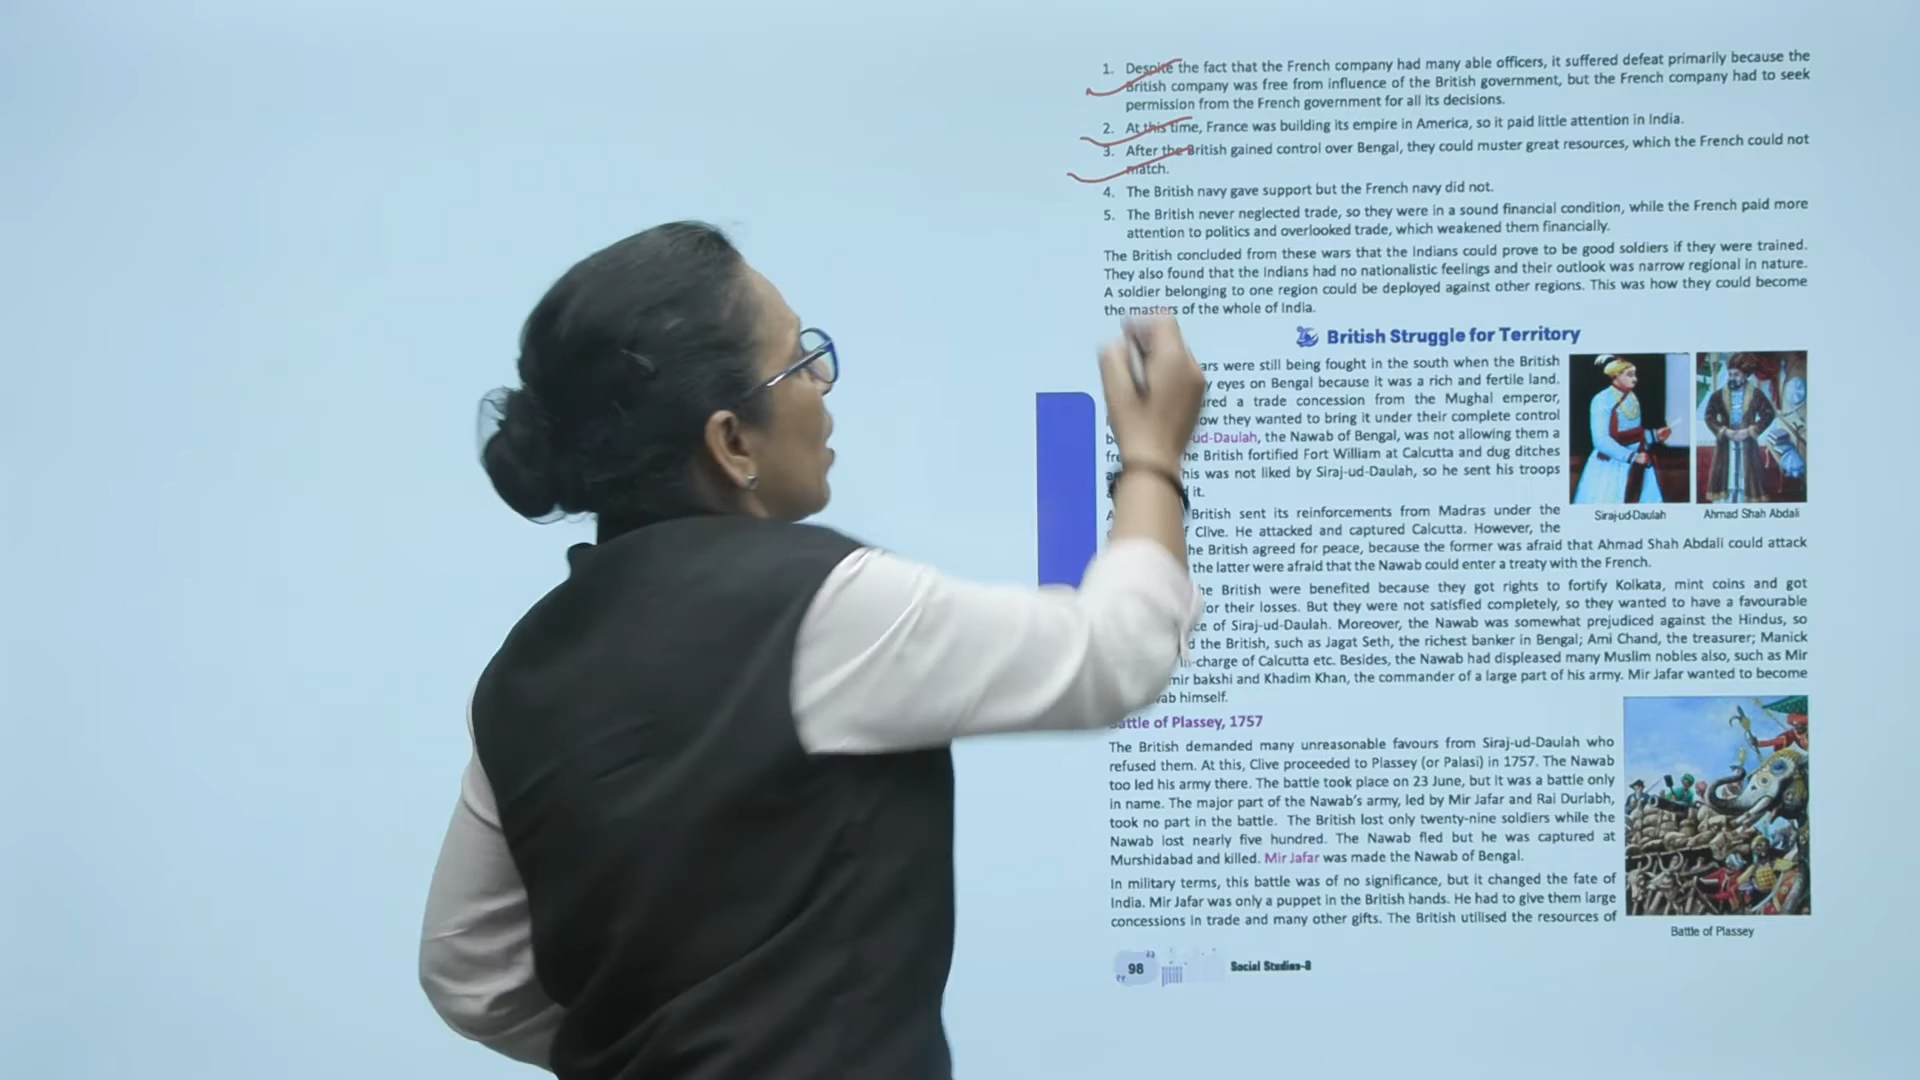 1. Despite the fact that the French company had many able officers, it suffered defeat primarily because the
British company was free from influence of the British government, but the French company had to seek
permission from the French government for all its decisions.
2. At this time, France was building its empire in America, so it paid little attention in India.
3. After the British gained control over Bengal, they could muster great resources, which the French could not
match.
4. The British navy gave support but the French navy did not.
5. The British never neglected trade, so they were in a sound financial condition, while the French paid more
attention to politics and overlooked trade, which weakened them financially.
The British concluded from these wars that the Indians could prove to be good soldiers if they were trained.
They also found that the Indians had no nationalistic feelings and their outlook was narrow regional in nature.
A soldier belonging to one region could be deployed against other regions. This was how they could become
the masters of the whole of India.
British Struggle for Territory
were still being fought in the south when the British
eyes on Bengal because it was a rich and fertile land.
a trade concession from the Mughal emperor,
they wanted to bring it under their complete control
ud-Daulah, the Nawab of Bengal, was not allowing them a
British fortified Fort William at Calcutta and dug ditches
was not liked by Siraj-ud-Daulah, so he sent his troops
it.
Siraj-ud-Daulah
Ahmad Shah Abdali
British sent its reinforcements from Madras under the
Clive. He attacked and captured Calcutta. However, the
British agreed for peace, because the former was afraid that Ahmad Shah Abdali could attack
the latter were afraid that the Nawab could enter a treaty with the French.
British were benefited because they got rights to fortify Kolkata, mint coins and got
their losses. But they were not satisfied completely, so they wanted to have a favourable
of Siraj-ud-Daulah. Moreover, the Nawab was somewhat prejudiced against the Hindus, so
the British, such as Jagat Seth, the richest banker in Bengal; Ami Chand, the treasurer; Manick
in-charge of Calcutta etc. Besides, the Nawab had displeased many Muslim nobles also, such as Mir
mir bakshi and Khadim Khan, the commander of a large part of his army. Mir Jafar wanted to become
himself.
Battle of Plassey, 1757
The British demanded many unreasonable favours from Siraj-ud-Daulah who
refused them. At this, Clive proceeded to Plassey (or Palasi) in 1757. The Nawab
too led his army there. The battle took place on 23 June, but it was a battle only
in name. The major part of the Nawab's army, led by Mir Jafar and Rai Durlabh,
took no part in the battle. The British lost only twenty-nine soldiers while the
Nawab lost nearly five hundred. The Nawab fled but he was captured at
Murshidabad and killed. Mir Jafar was made the Nawab of Bengal.
In military terms, this battle was of no significance, but it changed the fate of
India. Mir Jafar was only a puppet in the British hands. He had to give them large
concessions in trade and many other gifts. The British utilised the resources of
Battle of Plassey
98
Social Studies-8